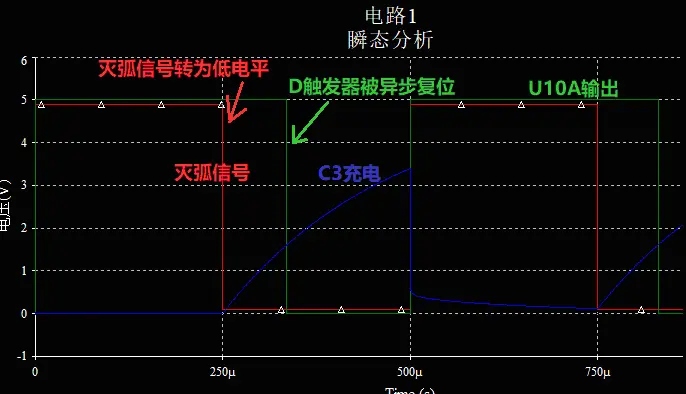 电路1
瞬态分析
6
灭弧信号转为低电平
D触发器被异步复位
U10A输出
5
4
灭弧信号
C3充电
3
电压(V)
2
1
0
-1
0
250μ
500μ
750μ
Time (s)